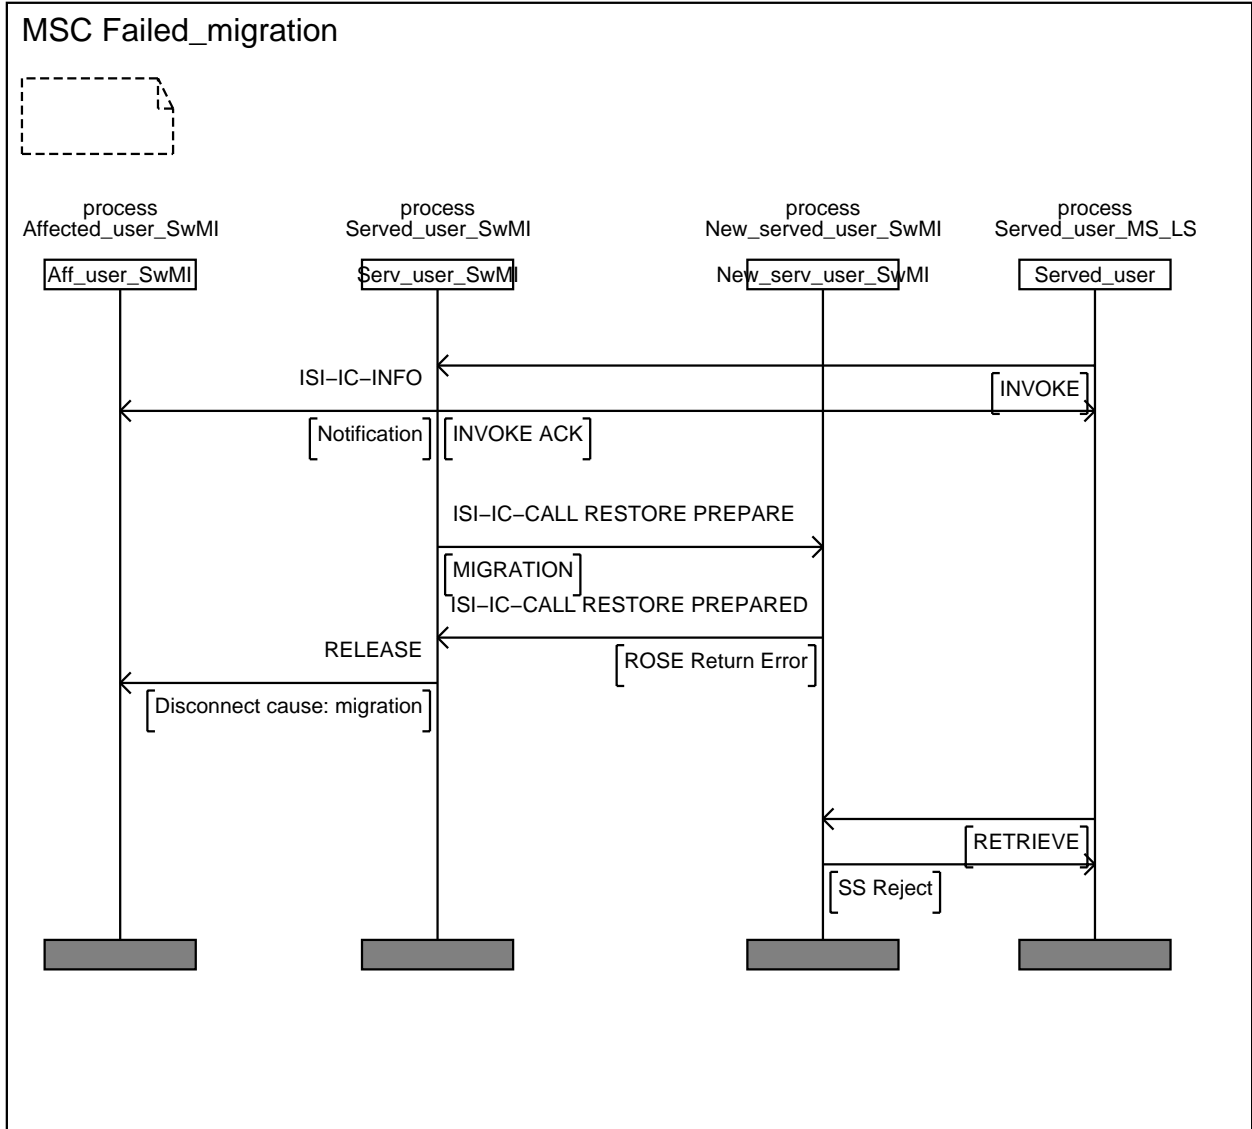 MSC Failed_migration
process
Affected_user_SwMI
process
Served_user_SwMI
process
New_served_user_SwMI
process
Served_user_MS_LS
Aff_user_SwMI
Serv_user_SwMI
New_serv_user_SwMI
Served_user
ISI−IC−INFO
INVOKE
Notification
INVOKE ACK
ISI−IC−CALL RESTORE PREPARE
MIGRATION
ISI−IC−CALL RESTORE PREPARED
RELEASE
ROSE Return Error
Disconnect cause: migration
RETRIEVE
SS Reject